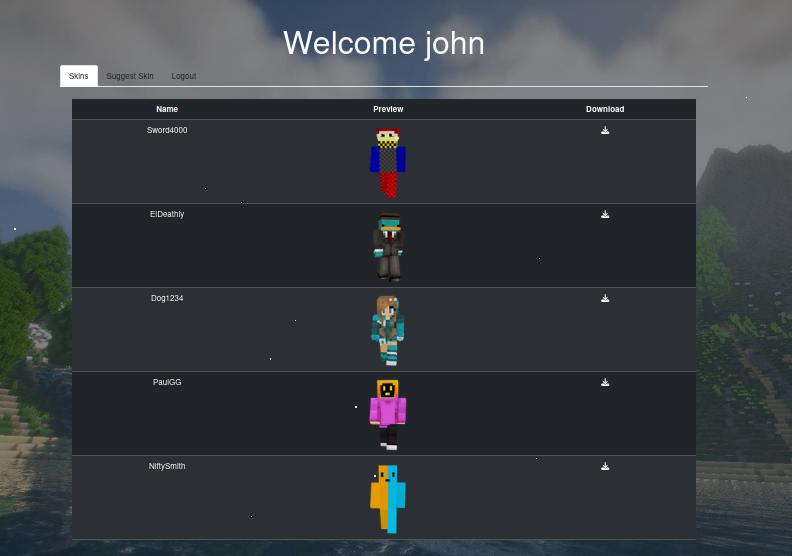 Welcome john
Skins Suggest Skin Logout
Name Preview Download
Sword4000
ElDeathly
Dog1234
PaulGG
NiftySmith